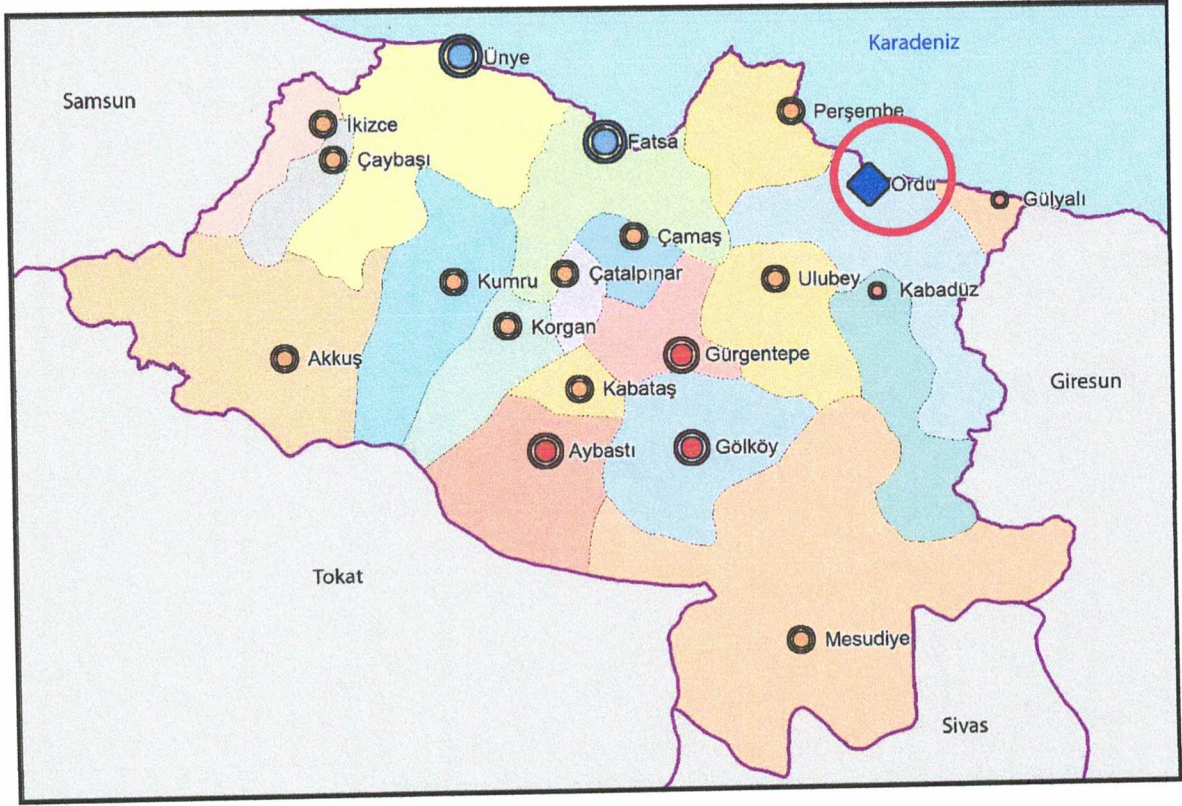 Karadeniz
Ünye
Samsun
Perşembe
İkizce
Fatsa
Çaybaşı
Ordu
Gülyalı
Çamaş
Çatalpınar
Ulubey
Kumru
Kabadüz
Korgan
Gürgentepe
Akkuş
Giresun
Kabataş
Aybastı
Gölköy
Tokat
Mesudiye
Sivas